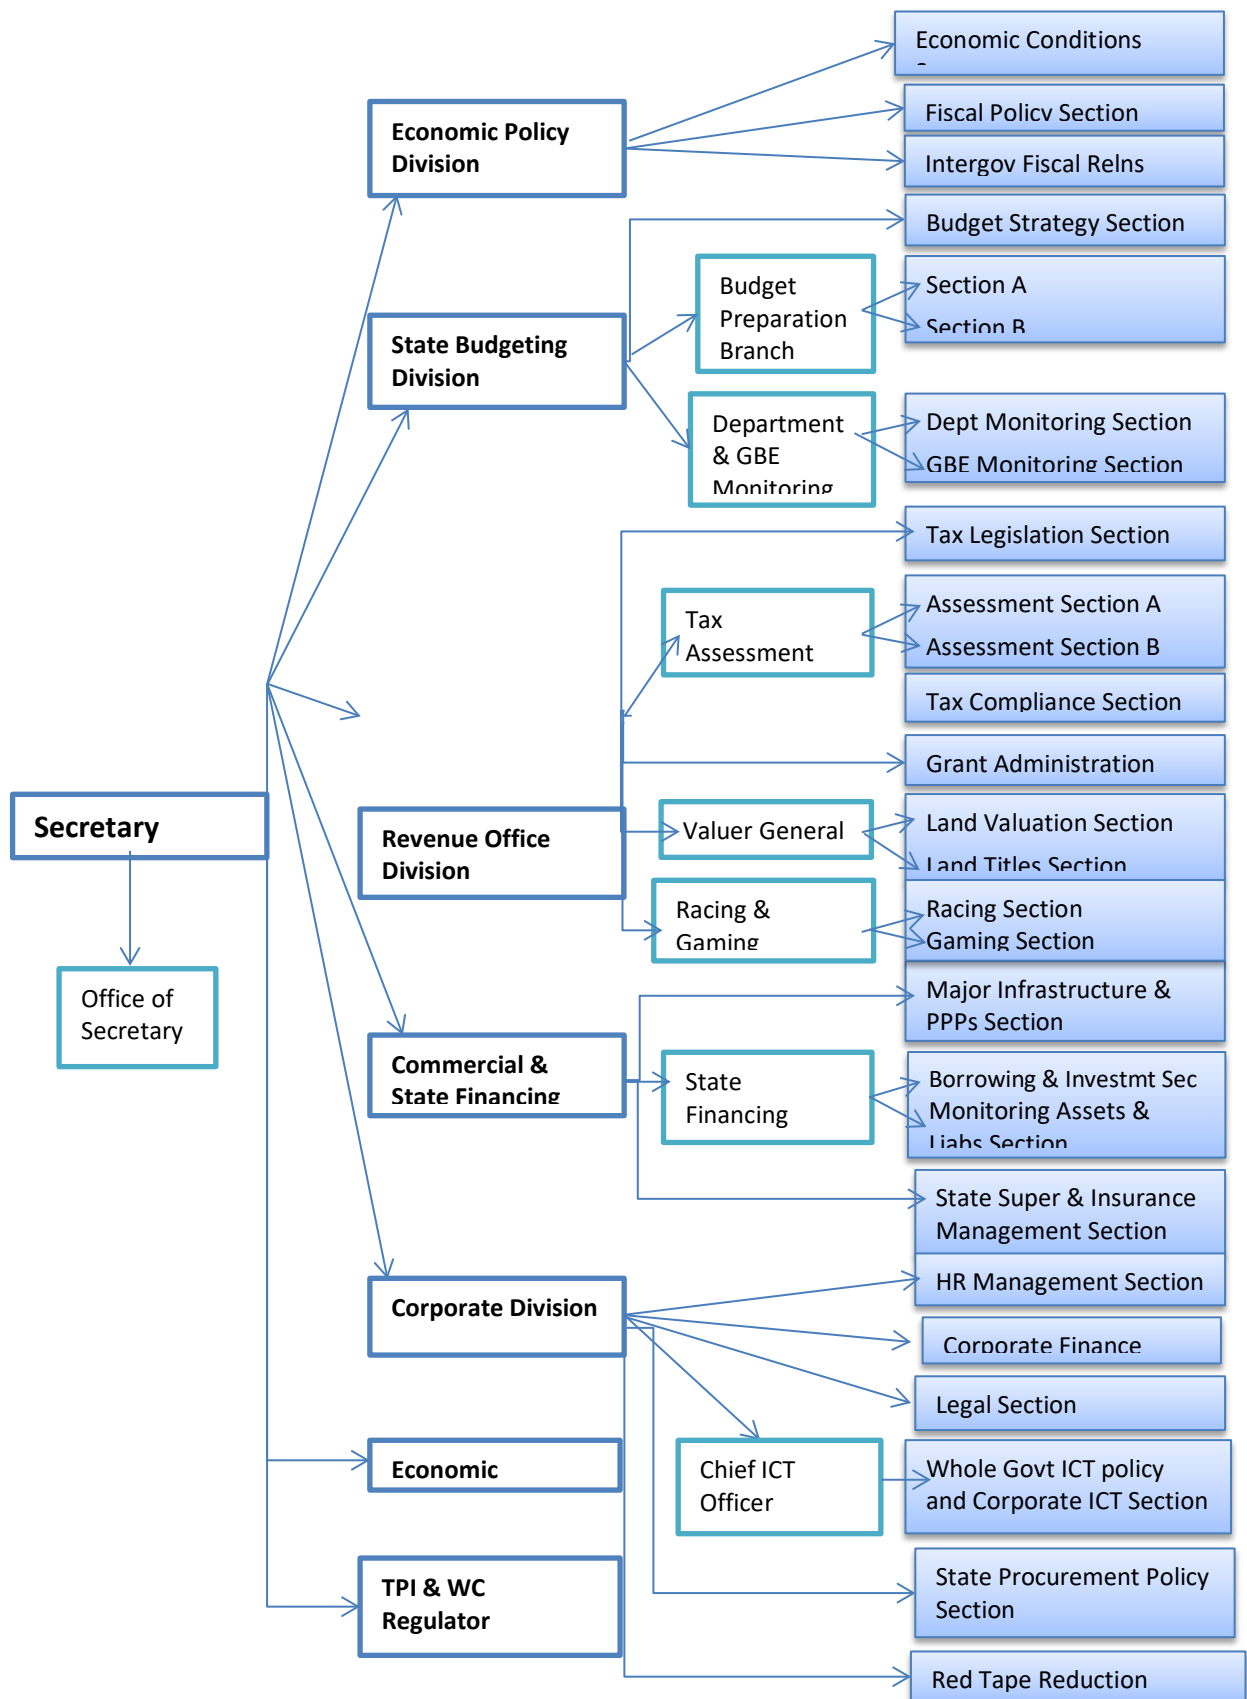 Economic Conditions
Economic Policy
Division
Fiscal Policy Section
Intergov Fiscal Relns
Budget Strategy Section
State Budgeting
Division
Budget
Preparation
Branch
Section A
Section B
Department
& GBE
Monitoring
Dept Monitoring Section
GBE Monitoring Section
Tax Legislation Section
Tax
Assessment
Assessment Section A
Assessment Section B
Tax Compliance Section
Grant Administration
Secretary
Office of
Secretary
Revenue Office
Division
Valuer General
Land Valuation Section
Land Titles Section
Racing &
Gaming
Racing Section
Gaming Section
Commercial &
State Financing
Major Infrastructure &
PPPs Section
State
Financing
Borrowing & Investmt Sec
Monitoring Assets &
Liabs Section
State Super & Insurance
Management Section
Corporate Division
HR Management Section
Corporate Finance
Legal Section
Chief ICT
Officer
Whole Govt ICT policy
and Corporate ICT Section
Economic
TPI & WC
Regulator
State Procurement Policy
Section
Red Tape Reduction